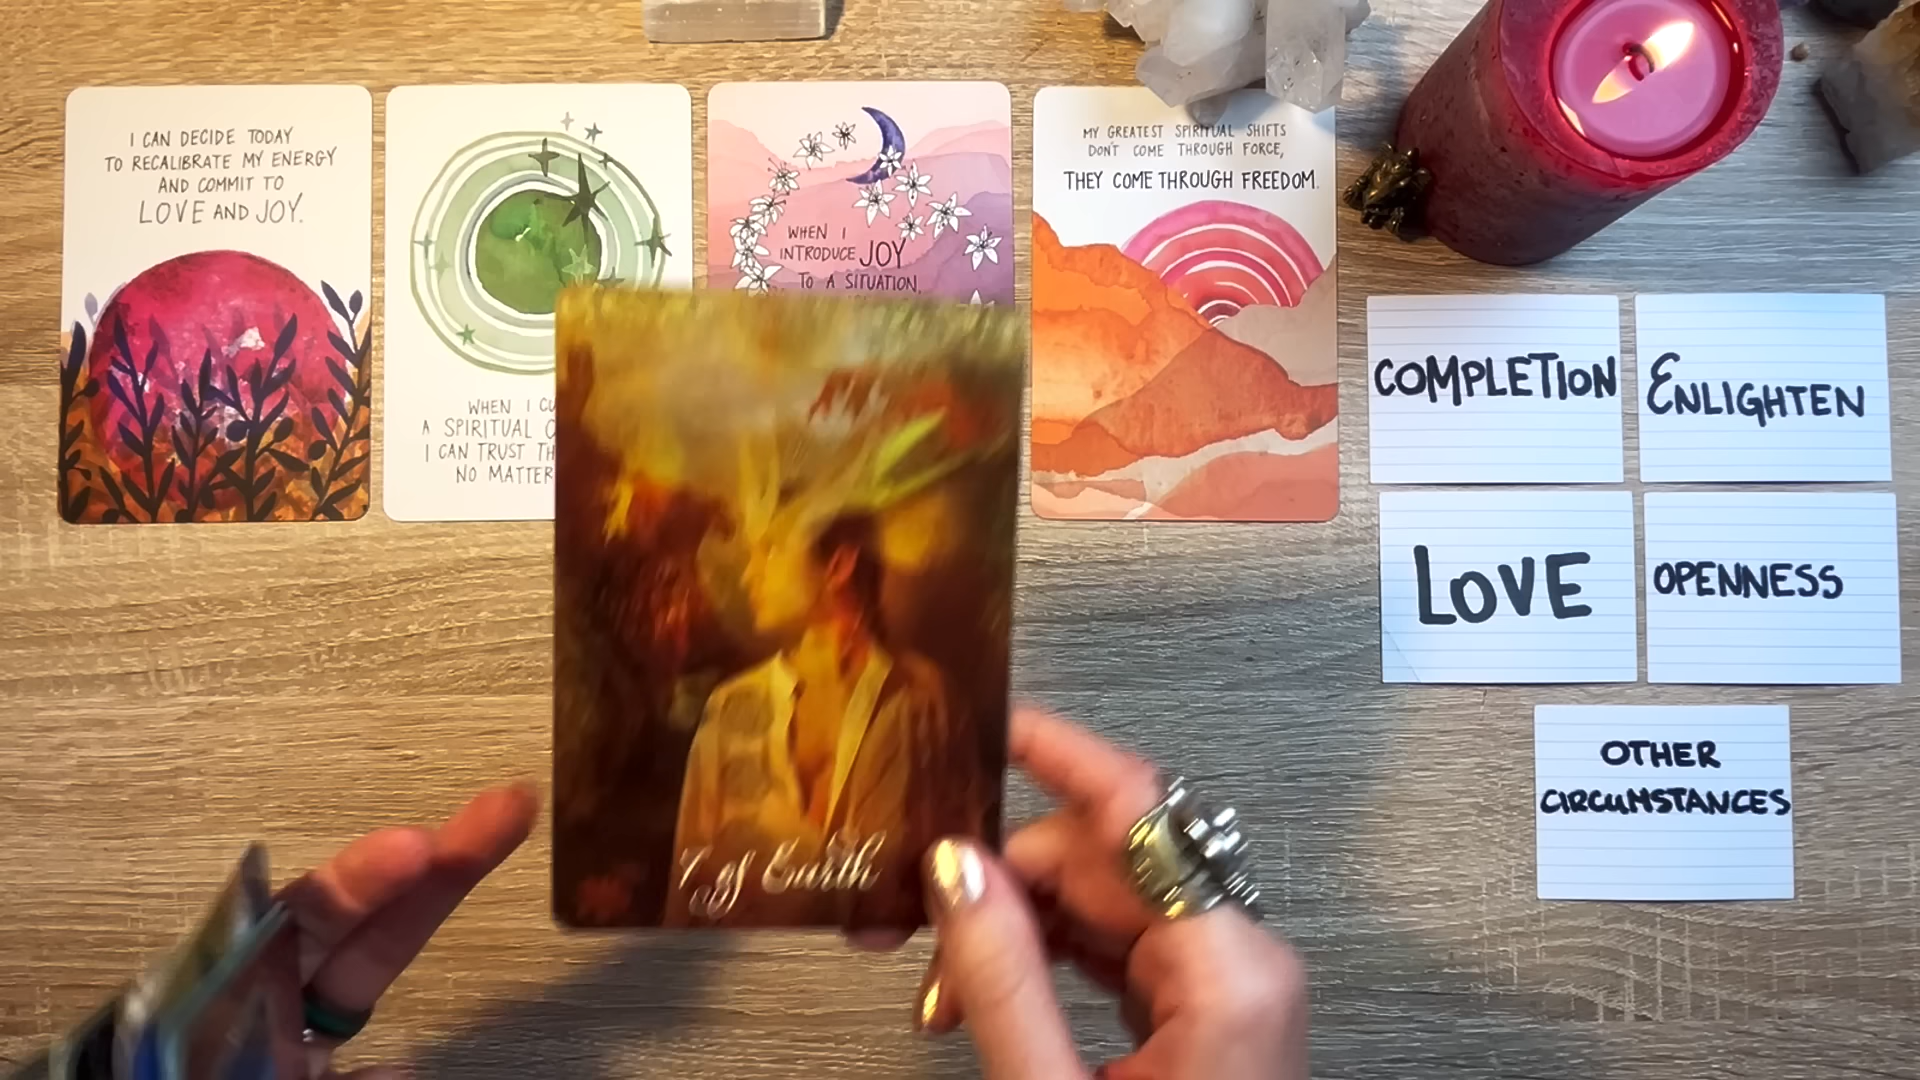 I CAN DECIDE TODAY
TO RECALIBRATE MY ENERGY
AND COMMIT TO
LOVE AND JOY.
WHEN I
A SPIRITUAL
I CAN TRUST
NO MATTER
WHEN I
INTRODUCE JOY
TO A SITUATION,
MY GREATEST SPIRITUAL SHIFTS
DON'T COME THROUGH FORCE,
THEY COME THROUGH FREEDOM.
7 of Earth
COMPLETION
ENLIGHTEN
LOVE
OPENNESS
OTHER
CIRCUMSTANCES